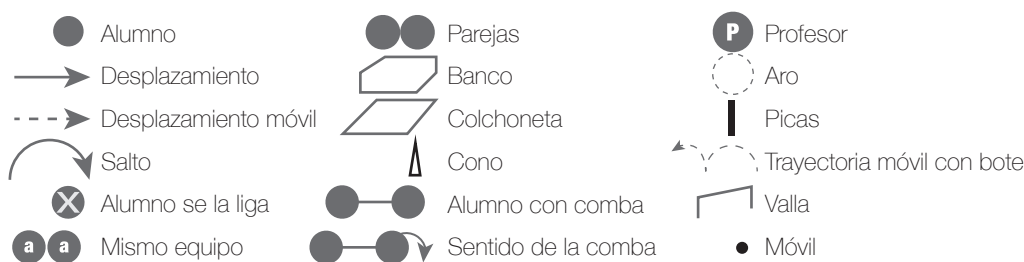 Alumno
Parejas
P Profesor
Desplazamiento
Banco
Aro
Desplazamiento móvil
Colchoneta
Picas
Salto
Cono
Trayectoria móvil con bote
X Alumno se la liga
Alumno con comba
Valla
a a Mismo equipo
Sentido de la comba
Móvil